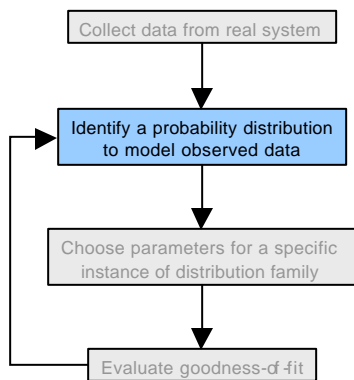 Collect data from real system
Identify a probability distribution
to model observed data
Choose parameters for a specific
instance of distribution family
Evaluate goodness-of-fit